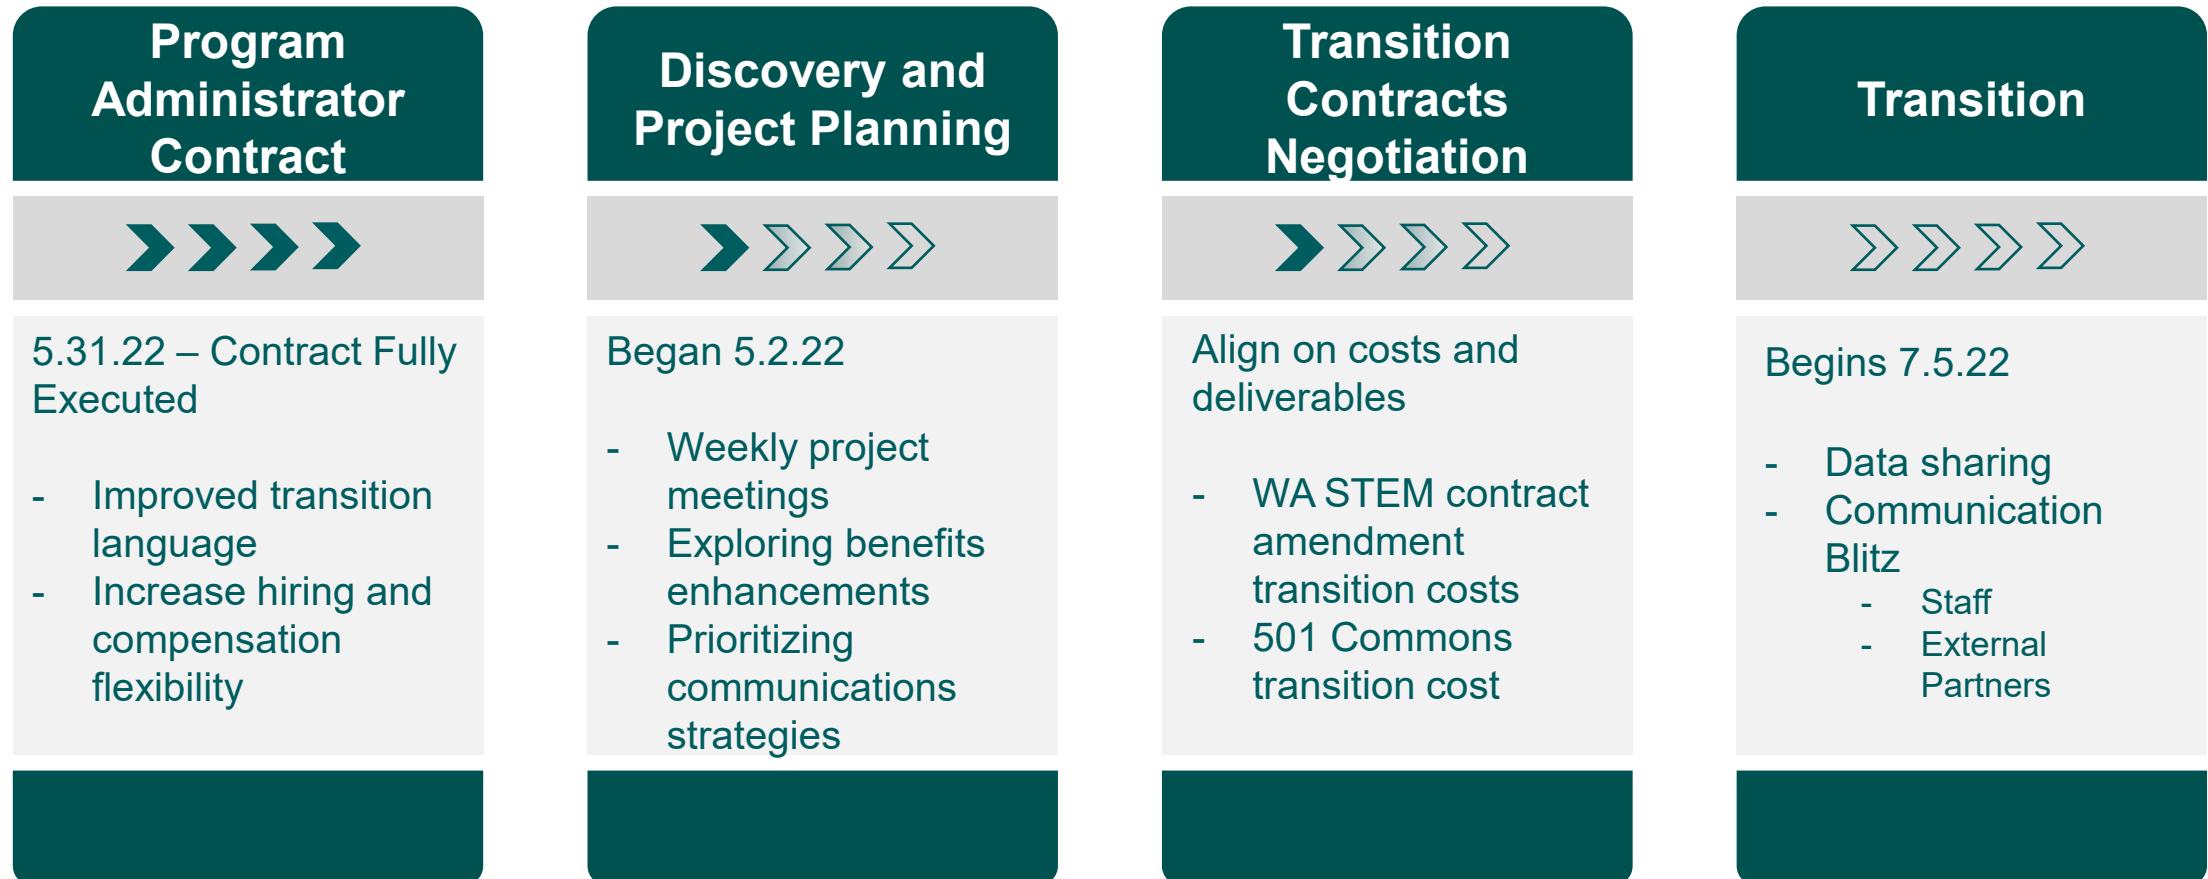 Program
Administrator
Contract
5.31.22 – Contract Fully
Executed
- Improved transition
language
- Increase hiring and
compensation
flexibility
Discovery and
Project Planning
Began 5.2.22
- Weekly project
meetings
- Exploring benefits
enhancements
- Prioritizing
communications
strategies
Transition
Contracts
Negotiation
Align on costs and
deliverables
- WA STEM contract
amendment
transition costs
- 501 Commons
transition cost
Transition
Begins 7.5.22
- Data sharing
- Communication
Blitz
- Staff
- External
Partners